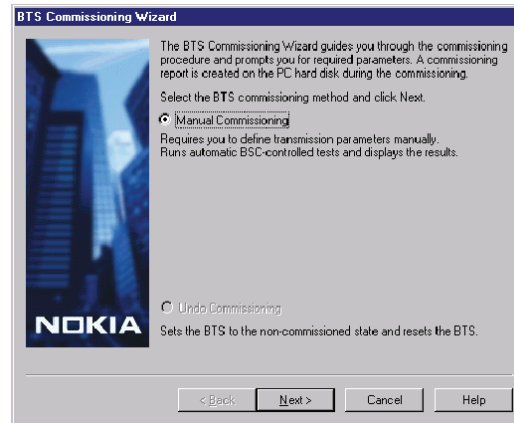 BTS Commissioning Wizard
The BTS Commissioning Wizard guides you through the commissioning
procedure and prompts you for required parameters. A commissioning
report is created on the PC hard disk during the commissioning.
Select the BTS commissioning method and click Next.
Manual Commissioning
Requires you to define transmission parameters manually.
Runs automatic BSC-controlled tests and displays the results.
Undo Commissioning
Sets the BTS to the non-commissioned state and resets the BTS.
NOKIA
< Back Next > Cancel Help